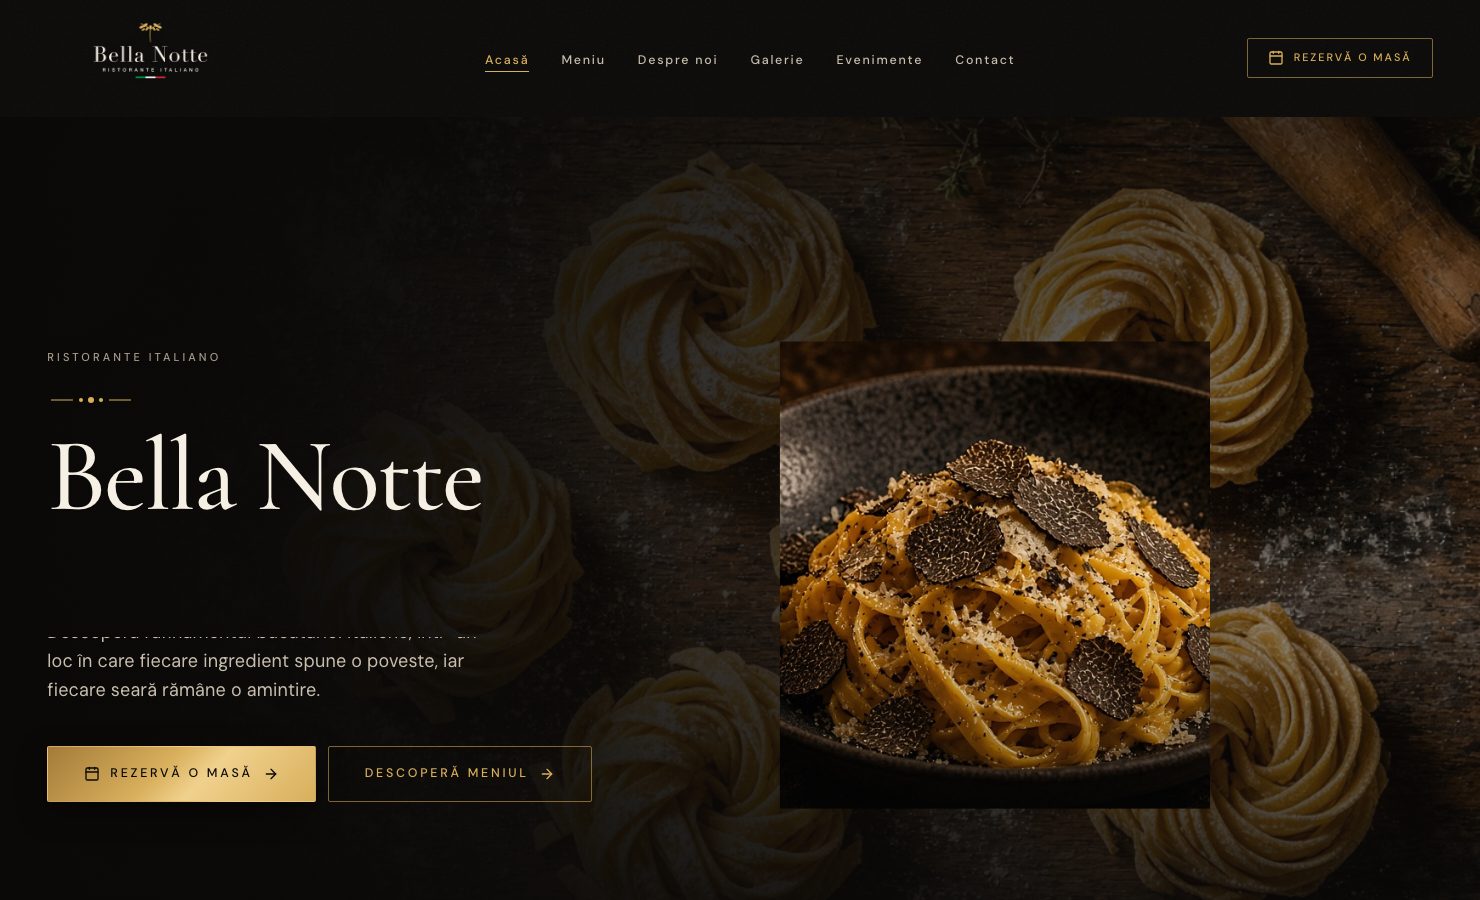 Bella Notte
RISTORANTE ITALIANO
Acasă Meniu Despre noi Galerie Evenimente Contact
REZERVĂ O MASĂ
RISTORANTE ITALIANO
Bella Notte
loc în care fiecare ingredient spune o poveste, iar
fiecare seară rămâne o amintire.
REZERVĂ O MASĂ
DESCOPERĂ MENIUL